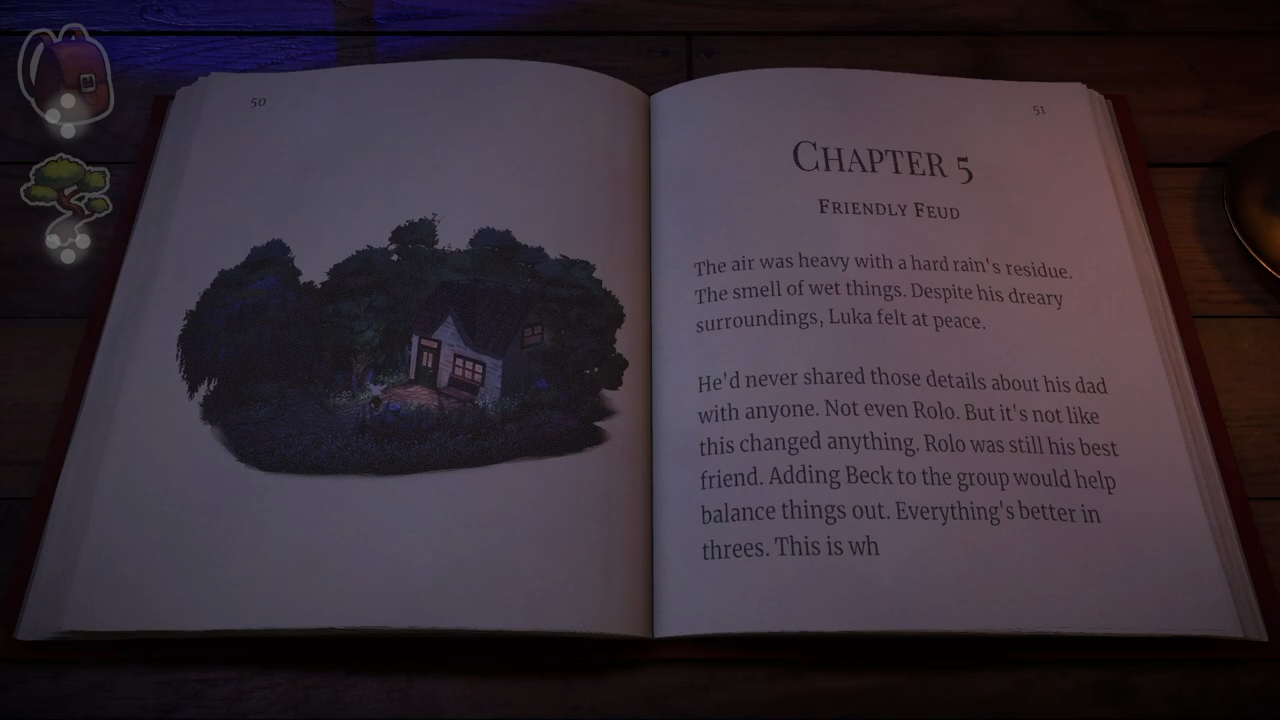 50
51
Chapter 5
Friendly Feud
The air was heavy with a hard rain's residue.
The smell of wet things. Despite his dreary
surroundings, Luka felt at peace.
He'd never shared those details about his dad
with anyone. Not even Rolo. But it's not like
this changed anything. Rolo was still his best
friend. Adding Beck to the group would help
balance things out. Everything's better in
threes. This is wh